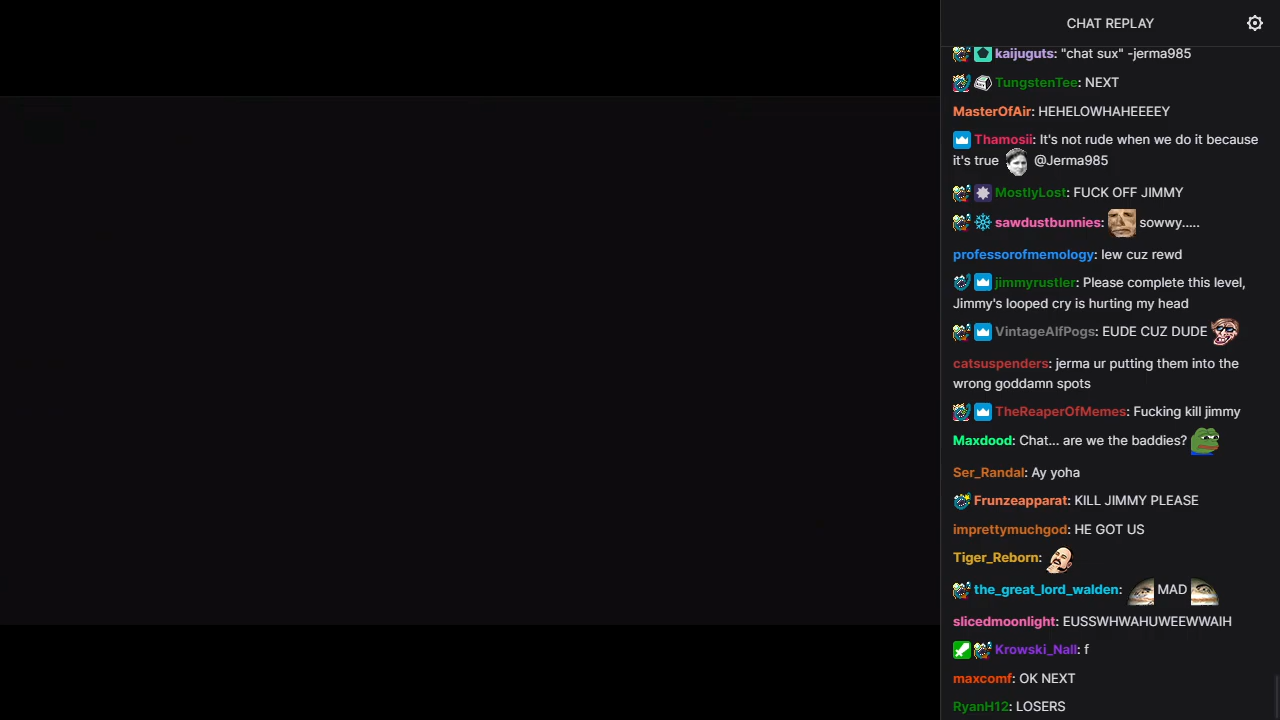 CHAT REPLAY
kaijuguts: "chat sux" -jerma985
TungstenTee: NEXT
MasterOfAir: HEHELOWHAHEEEEY
Thamosii: It's not rude when we do it because
it's true @Jerma985
MostlyLost: FUCK OFF JIMMY
sawdustbunnies: sowwy.....
professorofmemology: lew cuz rewd
jimmyrustler: Please complete this level,
Jimmy's looped cry is hurting my head
VintageAlfPogs: EUDE CUZ DUDE
catsuspenders: jerma ur putting them into the
wrong goddamn spots
TheReaperOfMemes: Fucking kill jimmy
Maxdood: Chat... are we the baddies?
Ser_Randal: Ay yoha
Frunzeapparat: KILL JIMMY PLEASE
imprettymuchgod: HE GOT US
Tiger_Reborn:
the_great_lord_walden: MAD
slicedmoonlight: EUSSWHWAHUWEEWWAIH
Krowski_Nall: f
maxcomf: OK NEXT
RyanH12: LOSERS